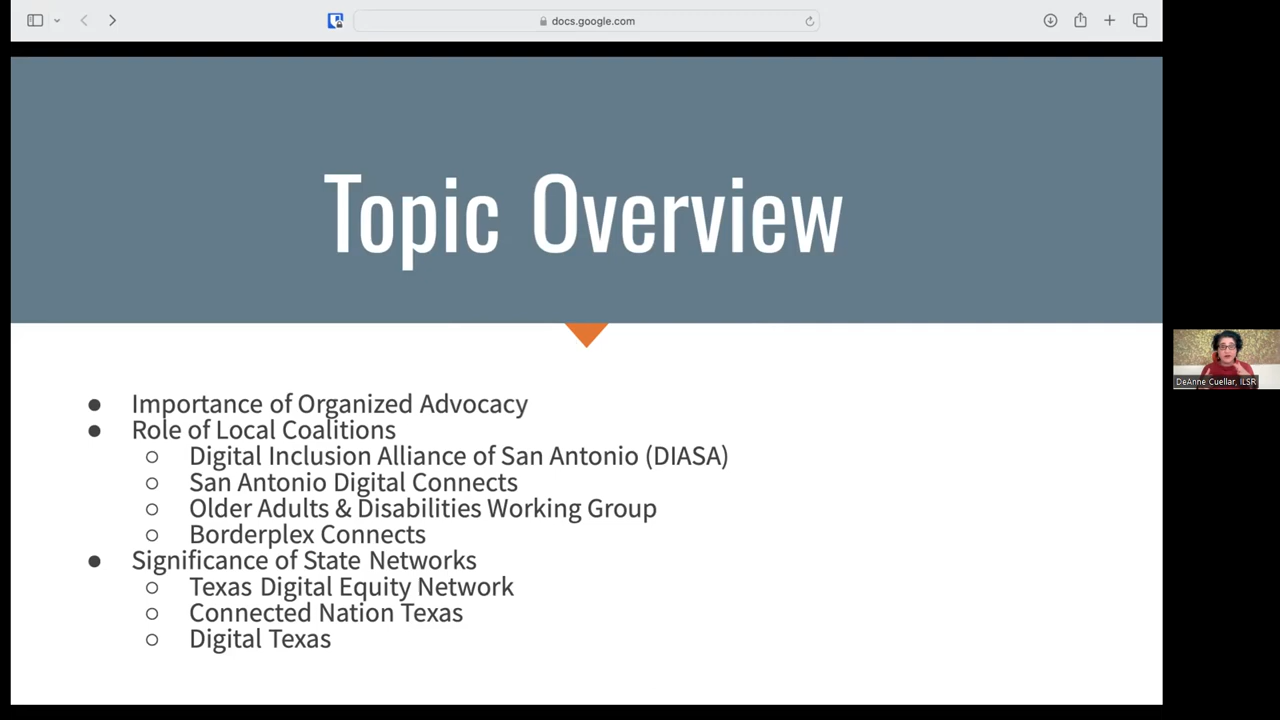 docs.google.com
Topic Overview
● Importance of Organized Advocacy
● Role of Local Coalitions
○ Digital Inclusion Alliance of San Antonio (DIASA)
○ San Antonio Digital Connects
○ Older Adults & Disabilities Working Group
○ Borderplex Connects
● Significance of State Networks
○ Texas Digital Equity Network
○ Connected Nation Texas
○ Digital Texas
DeAnne Cuellar, ILSR